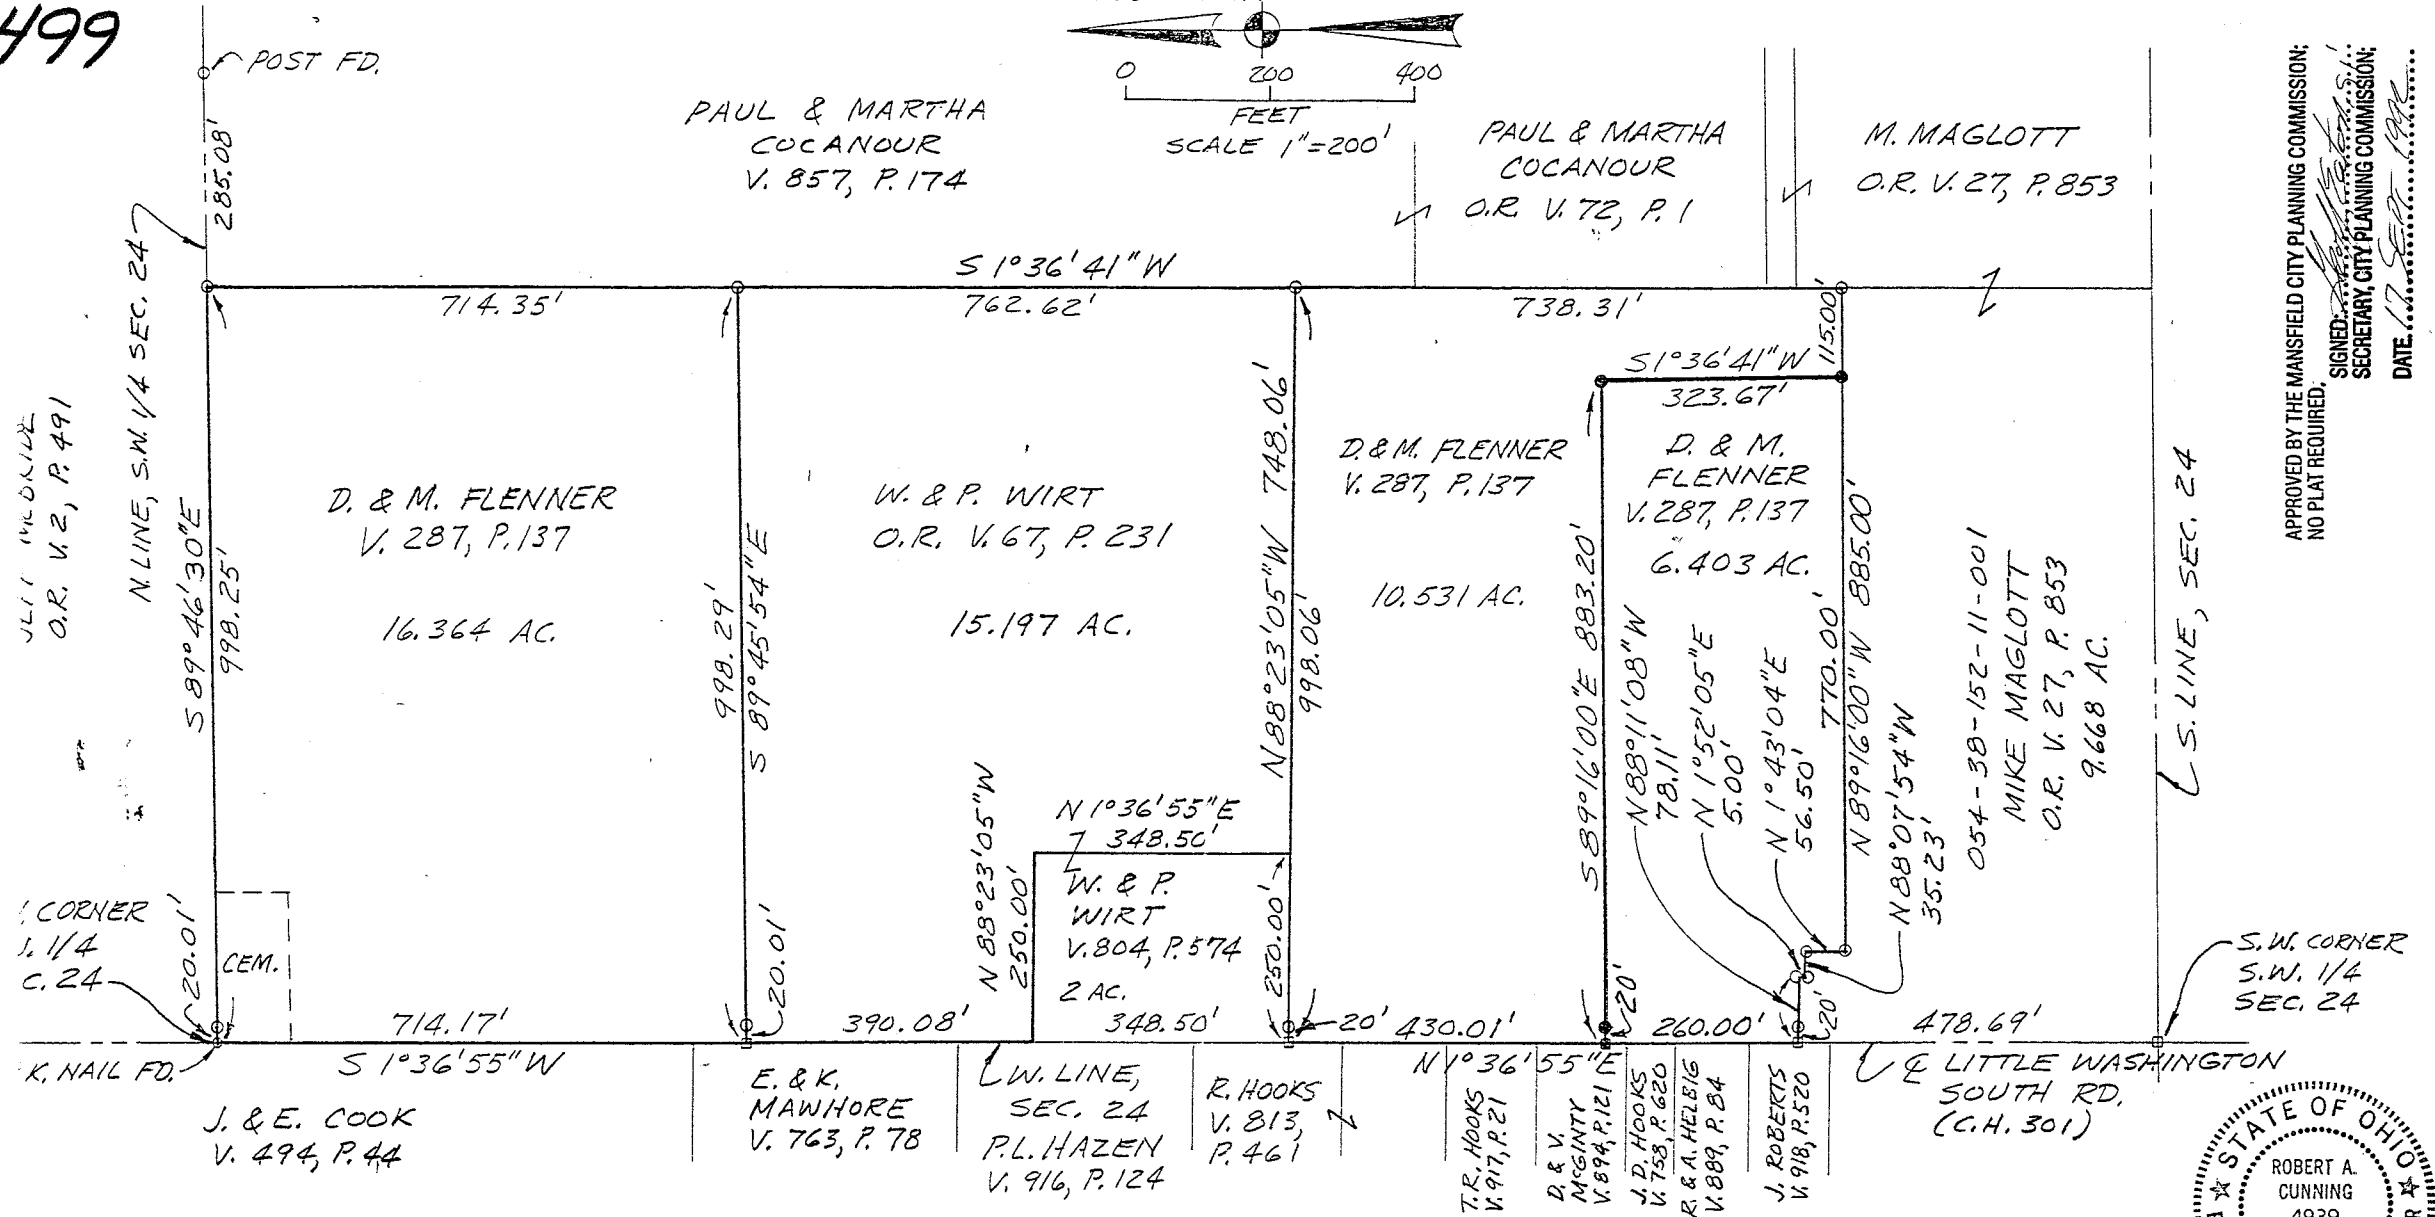 499
POST FD.
285.08'
N. LINE, S.W. 1/4 SEC. 24
O.R. V. 2, P. 491
PAUL & MARTHA
COCANOUR
V. 857, P. 174
0 200 400
FEET
SCALE 1"=200'
PAUL & MARTHA
COCANOUR
O.R. V. 72, P. 1
M. MAGLOTT
O.R. V. 27, P. 853
APPROVED BY THE MANSFIELD CITY PLANNING COMMISSION;
NO PLAT REQUIRED.
SIGNED:
SECRETARY, CITY PLANNING COMMISSION;
DATE. 17 SEPT. 1992
S 1°36'41" W
714.35'
762.62'
738.31'
115.00'
S 1°36'41" W
323.67'
S 89°46'30" E
998.25'
D. & M. FLENNER
V. 287, P. 137
16.364 AC.
998.29'
S 89°45'54" E
W. & P. WIRT
O.R. V. 67, P. 231
15.197 AC.
N 88°23'05" W 748.06'
998.06'
D. & M. FLENNER
V. 287, P. 137
10.531 AC.
S 89°16'00" E 883.20'
D. & M.
FLENNER
V. 287, P. 137
6.403 AC.
N 88°11'08" W
78.11'
N 1°52'05" E
5.00'
N 1°43'04" E
56.50'
770.00'
N 89°16'00" W 885.00'
N 88°07'54" W
35.23'
054-38-152-11-001
MIKE MAGLOTT
O.R. V. 27, P. 853
9.668 AC.
S. LINE, SEC. 24
CORNER
1/4
C. 24
20.01'
CEM.
20.01'
N 88°23'05" W
250.00'
N 1°36'55" E
348.50'
W. & P.
WIRT
V. 804, P. 574
2 AC.
250.00'
20'
20'
S.W. CORNER
S.W. 1/4
SEC. 24
714.17'
390.08'
348.50'
20'
430.01'
260.00'
478.69'
K. NAIL FD.
S 1°36'55" W
N 1°36'55" E
℄ LITTLE WASHINGTON
SOUTH RD.
(C.H. 301)
J. & E. COOK
V. 494, P. 44
E. & K.
MAWHORE
V. 763, P. 78
W. LINE,
SEC. 24
P.L. HAZEN
V. 916, P. 124
R. HOOKS
V. 813,
P. 461
T.R. HOOKS
V. 917, P. 21
D. & V.
McGINTY
V. 894, P. 121
J. D. HOOKS
V. 758, P. 620
R. & A. HELBIG
V. 889, P. 84
J. ROBERTS
V. 918, P. 520
STATE OF OHIO
ROBERT A.
CUNNING
4939